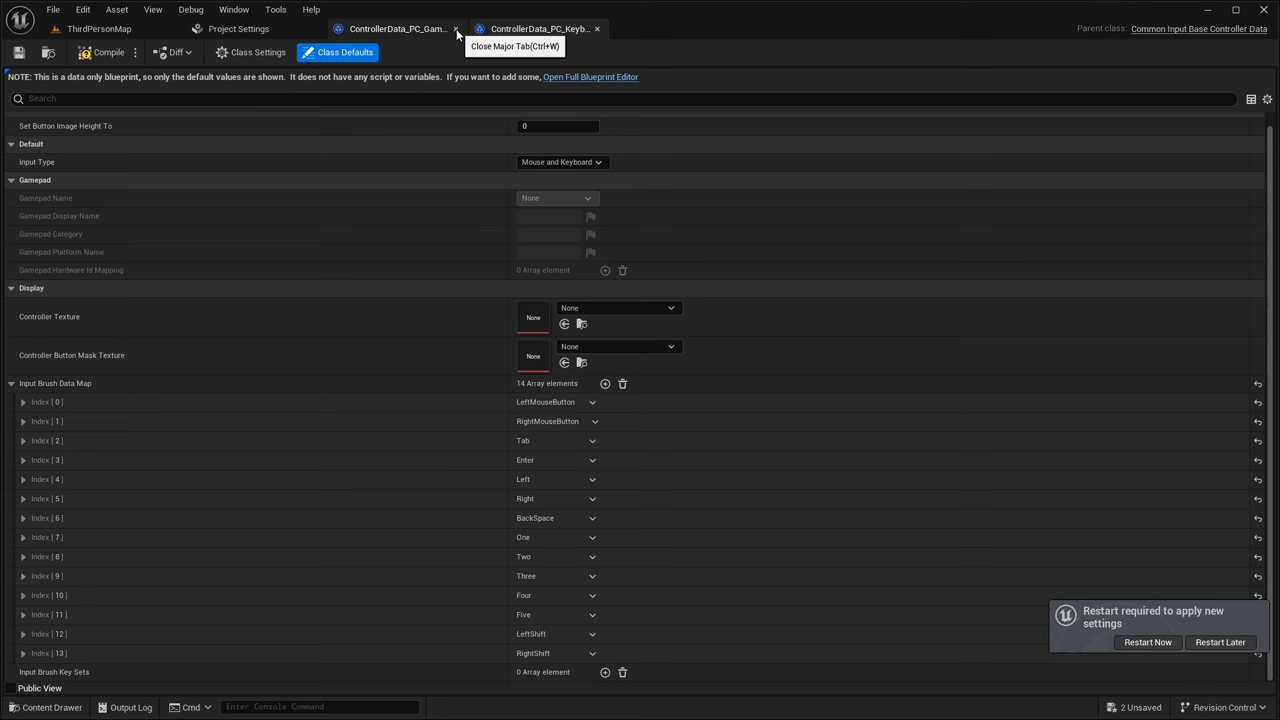 File Edit Asset View Debug Window Tools Help
ThirdPersonMap Project Settings ControllerData_PC_Gam... ControllerData_PC_Keyb... Parent class: Common Input Base Controller Data
Close Major Tab(Ctrl+W)
Compile Diff Class Settings Class Defaults
NOTE: This is a data only blueprint, so only the default values are shown. It does not have any script or variables. If you want to add some, Open Full Blueprint Editor
Search
Set Button Image Height To 0
Default
Input Type Mouse and Keyboard
Gamepad
Gamepad Name None
Gamepad Display Name
Gamepad Category
Gamepad Platform Name
Gamepad Hardware Id Mapping 0 Array element
Display
Controller Texture None None
Controller Button Mask Texture None None
Input Brush Data Map 14 Array elements
Index [ 0 ] LeftMouseButton
Index [ 1 ] RightMouseButton
Index [ 2 ] Tab
Index [ 3 ] Enter
Index [ 4 ] Left
Index [ 5 ] Right
Index [ 6 ] BackSpace
Index [ 7 ] One
Index [ 8 ] Two
Index [ 9 ] Three
Index [ 10 ] Four
Index [ 11 ] Five
Index [ 12 ] LeftShift
Index [ 13 ] RightShift
Input Brush Key Sets 0 Array element
Restart required to apply new
settings
Restart Now Restart Later
Public View
Content Drawer Output Log Cmd Enter Console Command 2 Unsaved Revision Control